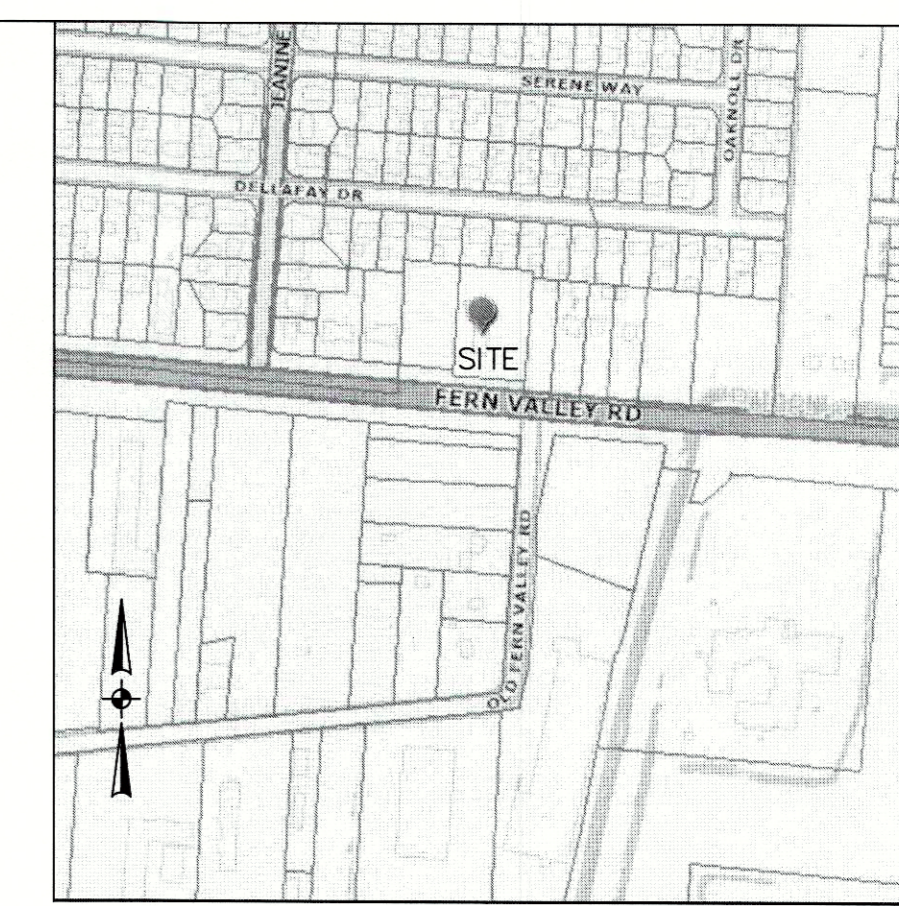 JEANINE
SERENE WAY
OAKNOLL DR
DELLAFAY DR
SITE
FERN VALLEY RD
OLD FERN VALLEY RD